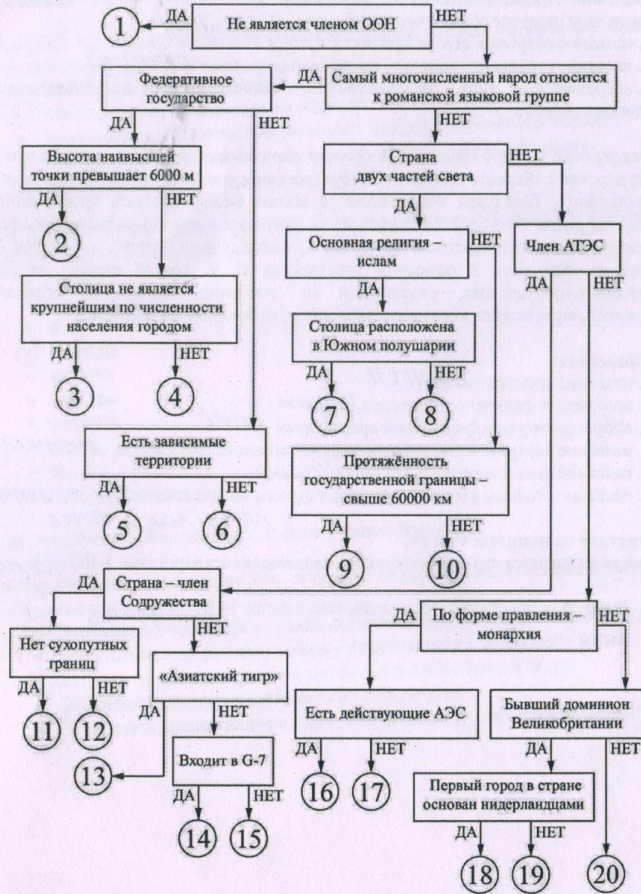 ДА
Не является членом ООН
НЕТ
1
Федеративное
государство
ДА
Самый многочисленный народ относится
к романской языковой группе
ДА
НЕТ
ДА
НЕТ
Высота наивысшей
точки превышает 6000 м
Страна
двух частей света
НЕТ
ДА
НЕТ
ДА
2
Основная религия –
ислам
НЕТ
Член АТЭС
Столица не является
крупнейшим по численности
населения городом
ДА
ДА
НЕТ
Столица расположена
в Южном полушарии
ДА
НЕТ
ДА
НЕТ
3
4
7
8
Есть зависимые
территории
Протяжённость
государственной границы –
свыше 60000 км
ДА
НЕТ
ДА
НЕТ
5
6
9
10
ДА
Страна – член
Содружества
НЕТ
ДА
По форме правления –
монархия
НЕТ
Нет сухопутных
границ
ДА
НЕТ
«Азиатский тигр»
Есть действующие АЭС
Бывший доминион
Великобритании
11
12
ДА
НЕТ
ДА
НЕТ
ДА
НЕТ
13
Входит в G-7
16
17
Первый город в стране
основан нидерландцами
ДА
НЕТ
ДА
НЕТ
14
15
18
19
20